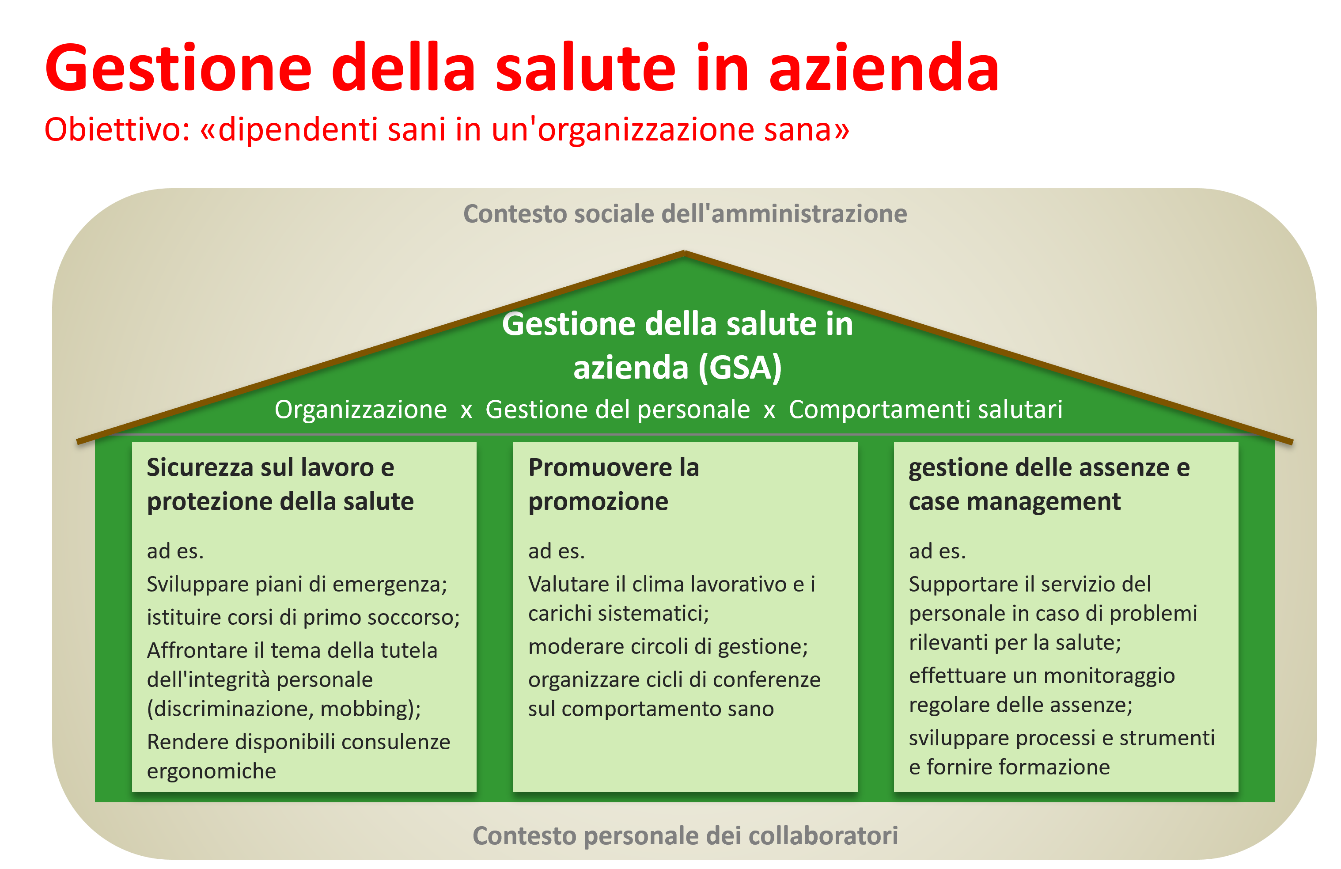 Gestione della salute in azienda
Obiettivo: «dipendenti sani in un'organizzazione sana»
Contesto sociale dell'amministrazione
Gestione della salute in
azienda (GSA)
Organizzazione x Gestione del personale x Comportamenti salutari
Sicurezza sul lavoro e
protezione della salute
ad es.
Sviluppare piani di emergenza;
istituire corsi di primo soccorso;
Affrontare il tema della tutela
dell'integrità personale
(discriminazione, mobbing);
Rendere disponibili consulenze
ergonomiche
Promuovere la
promozione
ad es.
Valutare il clima lavorativo e i
carichi sistematici;
moderare circoli di gestione;
organizzare cicli di conferenze
sul comportamento sano
gestione delle assenze e
case management
ad es.
Supportare il servizio del
personale in caso di problemi
rilevanti per la salute;
effettuare un monitoraggio
regolare delle assenze;
sviluppare processi e strumenti
e fornire formazione
Contesto personale dei collaboratori